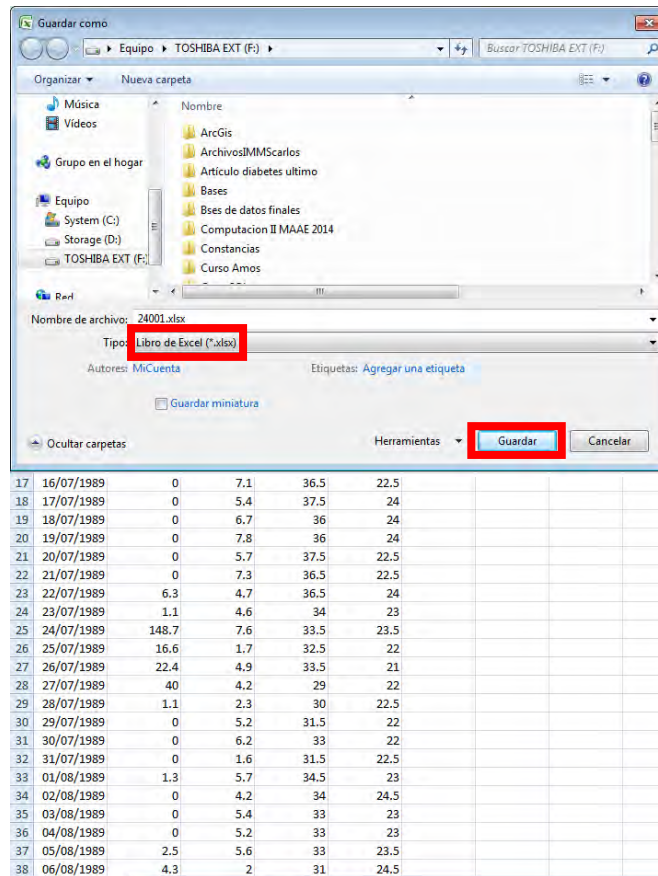 Guardar como
Equipo ▸ TOSHIBA EXT (F:) ▸ Buscar TOSHIBA EXT (F:)
Organizar Nueva carpeta
Música
Vídeos
Grupo en el hogar
Equipo
System (C:)
Storage (D:)
TOSHIBA EXT (F:)
Red
Nombre
ArcGis
ArchivosIMMScarlos
Artículo diabetes ultimo
Bases
Bses de datos finales
Computacion II MAAE 2014
Constancias
Curso Amos
Nombre de archivo: 24001.xlsx
Tipo: Libro de Excel (*.xlsx)
Autores: MiCuenta Etiquetas: Agregar una etiqueta
Guardar miniatura
Ocultar carpetas Herramientas Guardar Cancelar
17 16/07/1989 0 7.1 36.5 22.5
18 17/07/1989 0 5.4 37.5 24
19 18/07/1989 0 6.7 36 24
20 19/07/1989 0 7.8 36 24
21 20/07/1989 0 5.7 37.5 22.5
22 21/07/1989 0 7.3 36.5 22.5
23 22/07/1989 6.3 4.7 36.5 24
24 23/07/1989 1.1 4.6 34 23
25 24/07/1989 148.7 7.6 33.5 23.5
26 25/07/1989 16.6 1.7 32.5 22
27 26/07/1989 22.4 4.9 33.5 21
28 27/07/1989 40 4.2 29 22
29 28/07/1989 1.1 2.3 30 22.5
30 29/07/1989 0 5.2 31.5 22
31 30/07/1989 0 6.2 33 22
32 31/07/1989 0 1.6 31.5 22.5
33 01/08/1989 1.3 5.7 34.5 23
34 02/08/1989 0 4.2 34 24.5
35 03/08/1989 0 5.4 33 23
36 04/08/1989 0 5.2 33 23
37 05/08/1989 2.5 5.6 33 23.5
38 06/08/1989 4.3 2 31 24.5